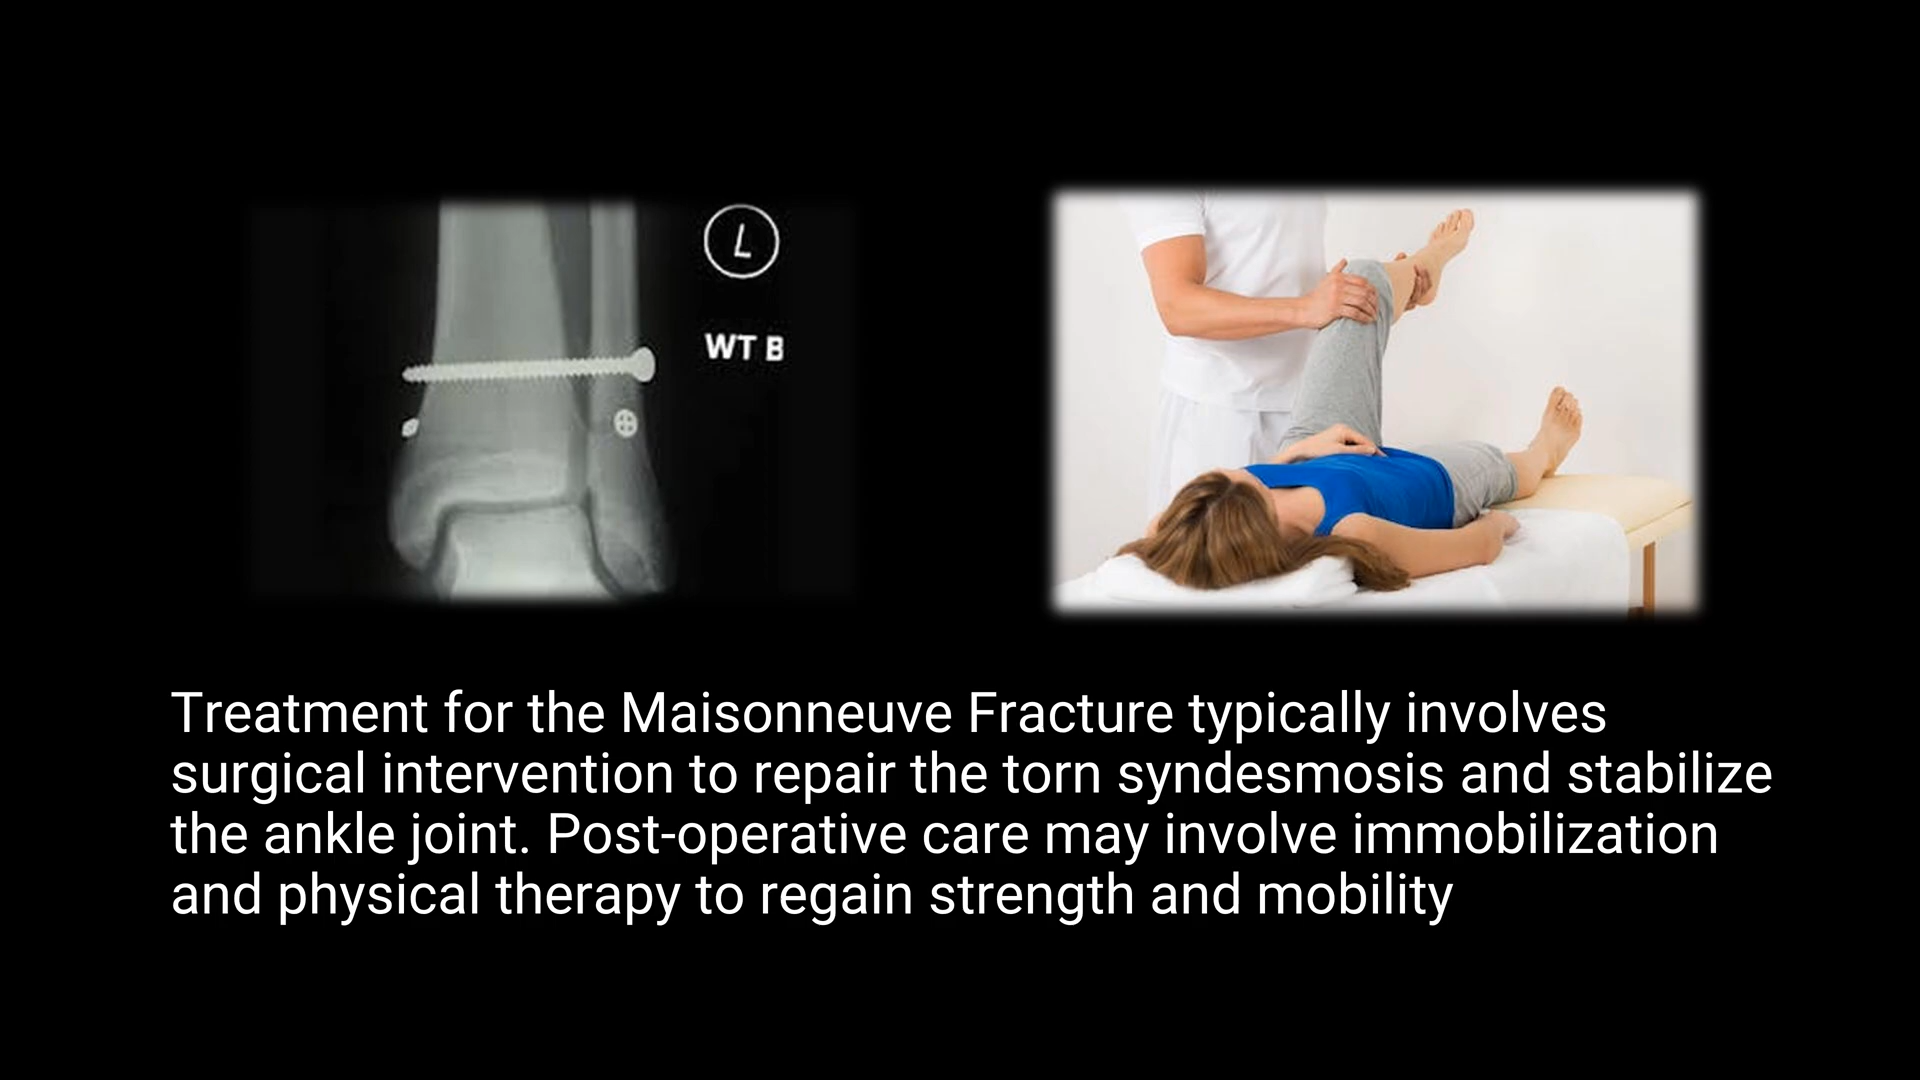 L
WT B
Treatment for the Maisonneuve Fracture typically involves
surgical intervention to repair the torn syndesmosis and stabilize
the ankle joint. Post-operative care may involve immobilization
and physical therapy to regain strength and mobility